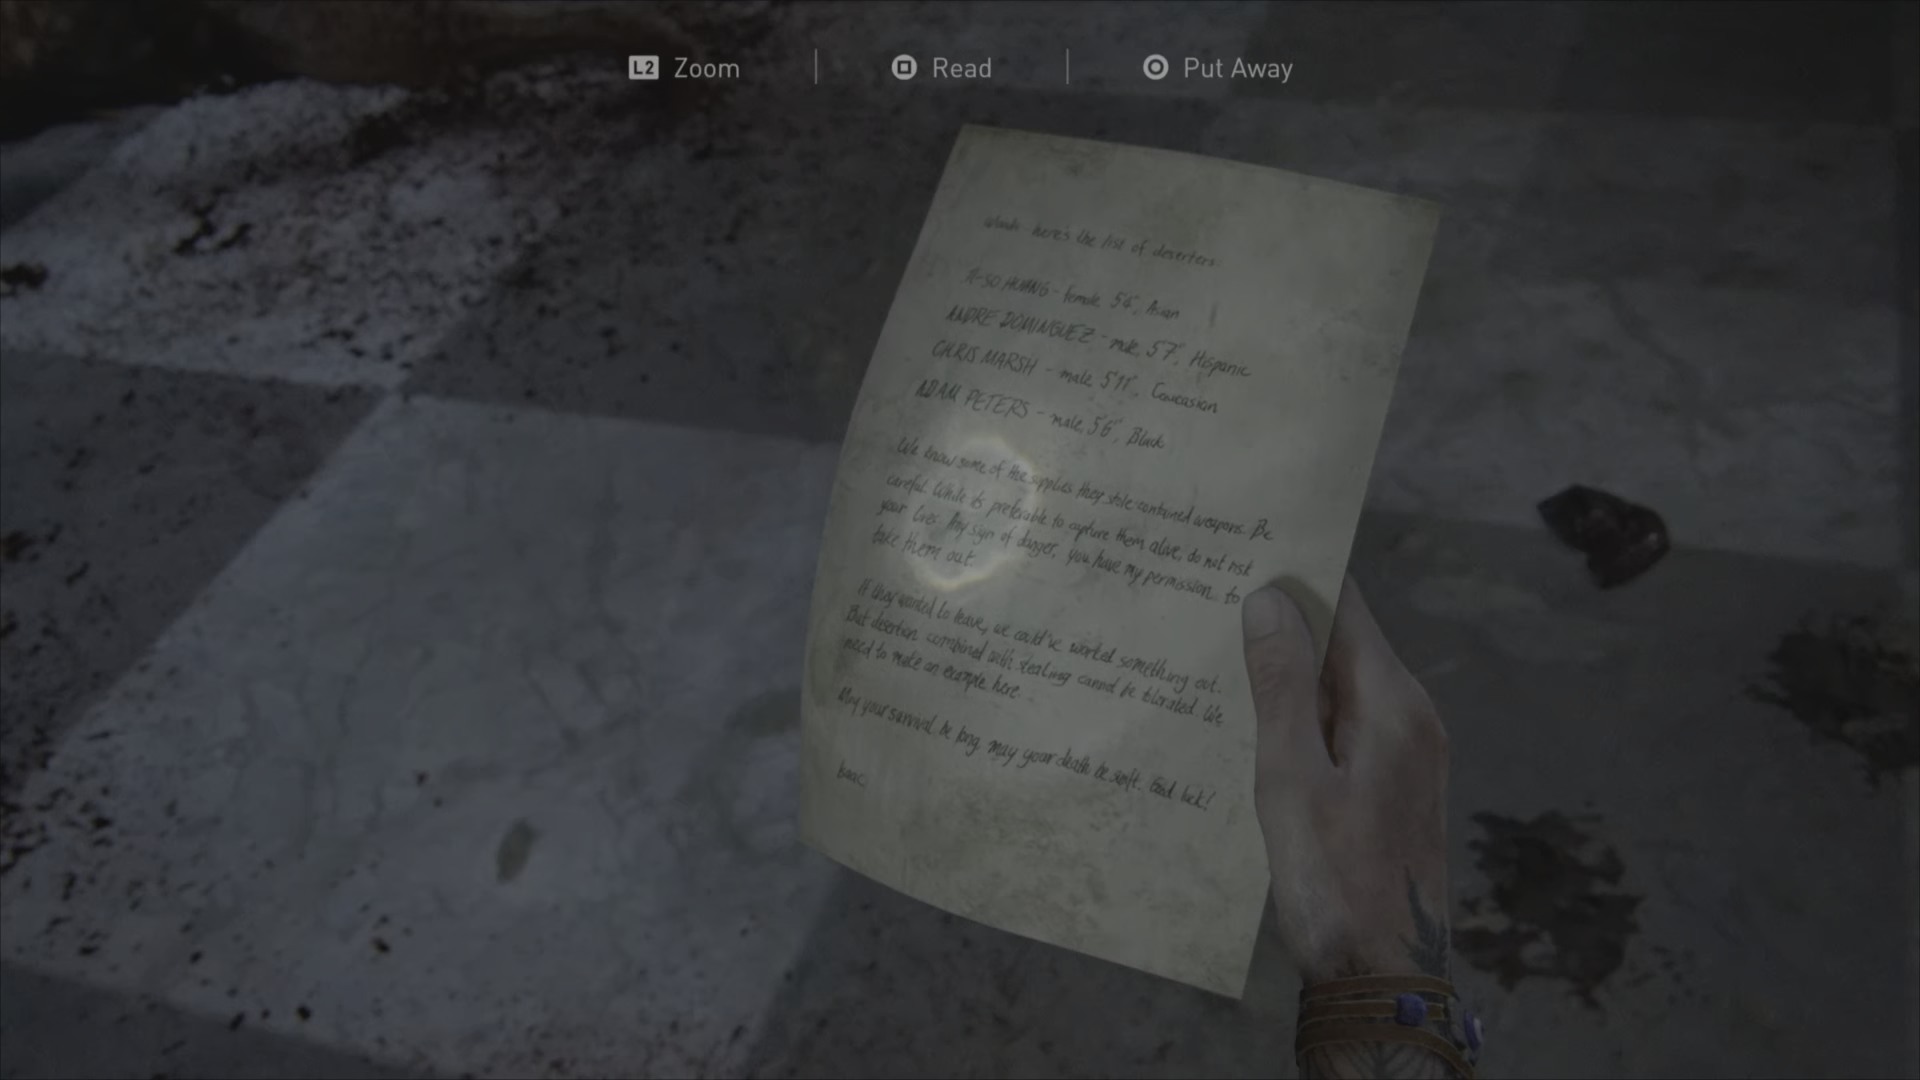 L2 Zoom | Read | Put Away
here's the list of deserters
HUANG - female, 5'6", Asian
ANDRE DOMINGUEZ - male, 5'7", Hispanic
CHRIS MARSH - male, 5'11", Caucasian
ADAM PETERS - male, 5'6", Black
We know some of the supplies they stole contained weapons. Be
careful. While it's preferable to capture them alive, do not risk
your lives. Any sign of danger, you have my permission to
take them out.
If they wanted to leave, we could've worked something out.
But desertion combined with stealing cannot be tolerated. We
need to make an example here.
May your survival be long, may your death be swift. Good luck!
Isaac